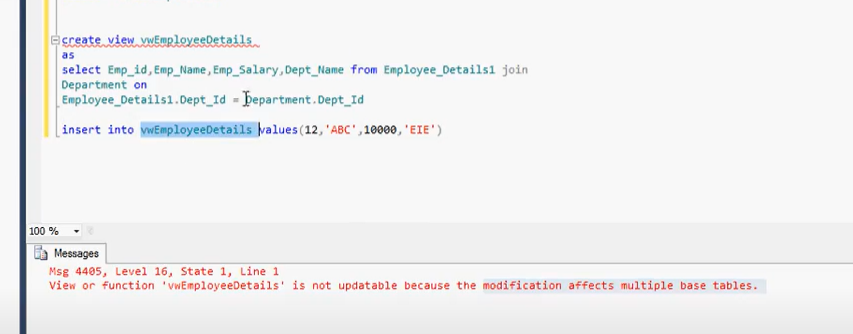 create view vwEmployeeDetails
as
select Emp_id,Emp_Name,Emp_Salary,Dept_Name from Employee_Details1 join
Department on
Employee_Details1.Dept_Id = Department.Dept_Id
insert into vwEmployeeDetails values(12,'ABC',10000,'EIE')
100 %
Messages
Msg 4405, Level 16, State 1, Line 1
View or function 'vwEmployeeDetails' is not updatable because the modification affects multiple base tables.